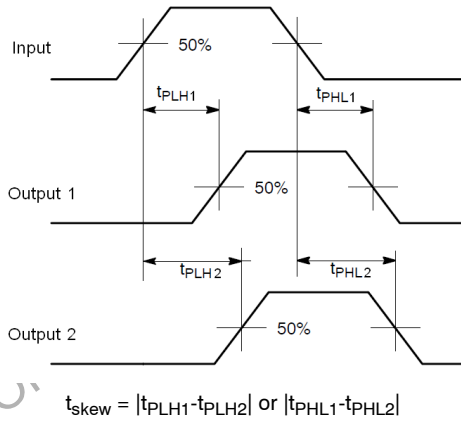 Input
50%
tPLH1
tPHL1
Output 1
50%
tPLH2
tPHL2
Output 2
50%
tskew = |tPLH1-tPLH2| or |tPHL1-tPHL2|